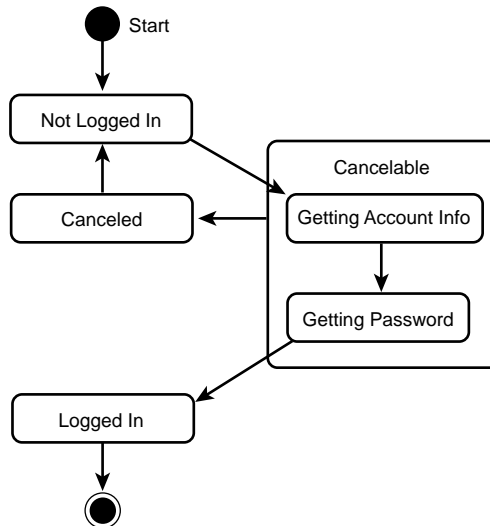 Start
Not Logged In
Cancelable
Canceled
Getting Account Info
Getting Password
Logged In